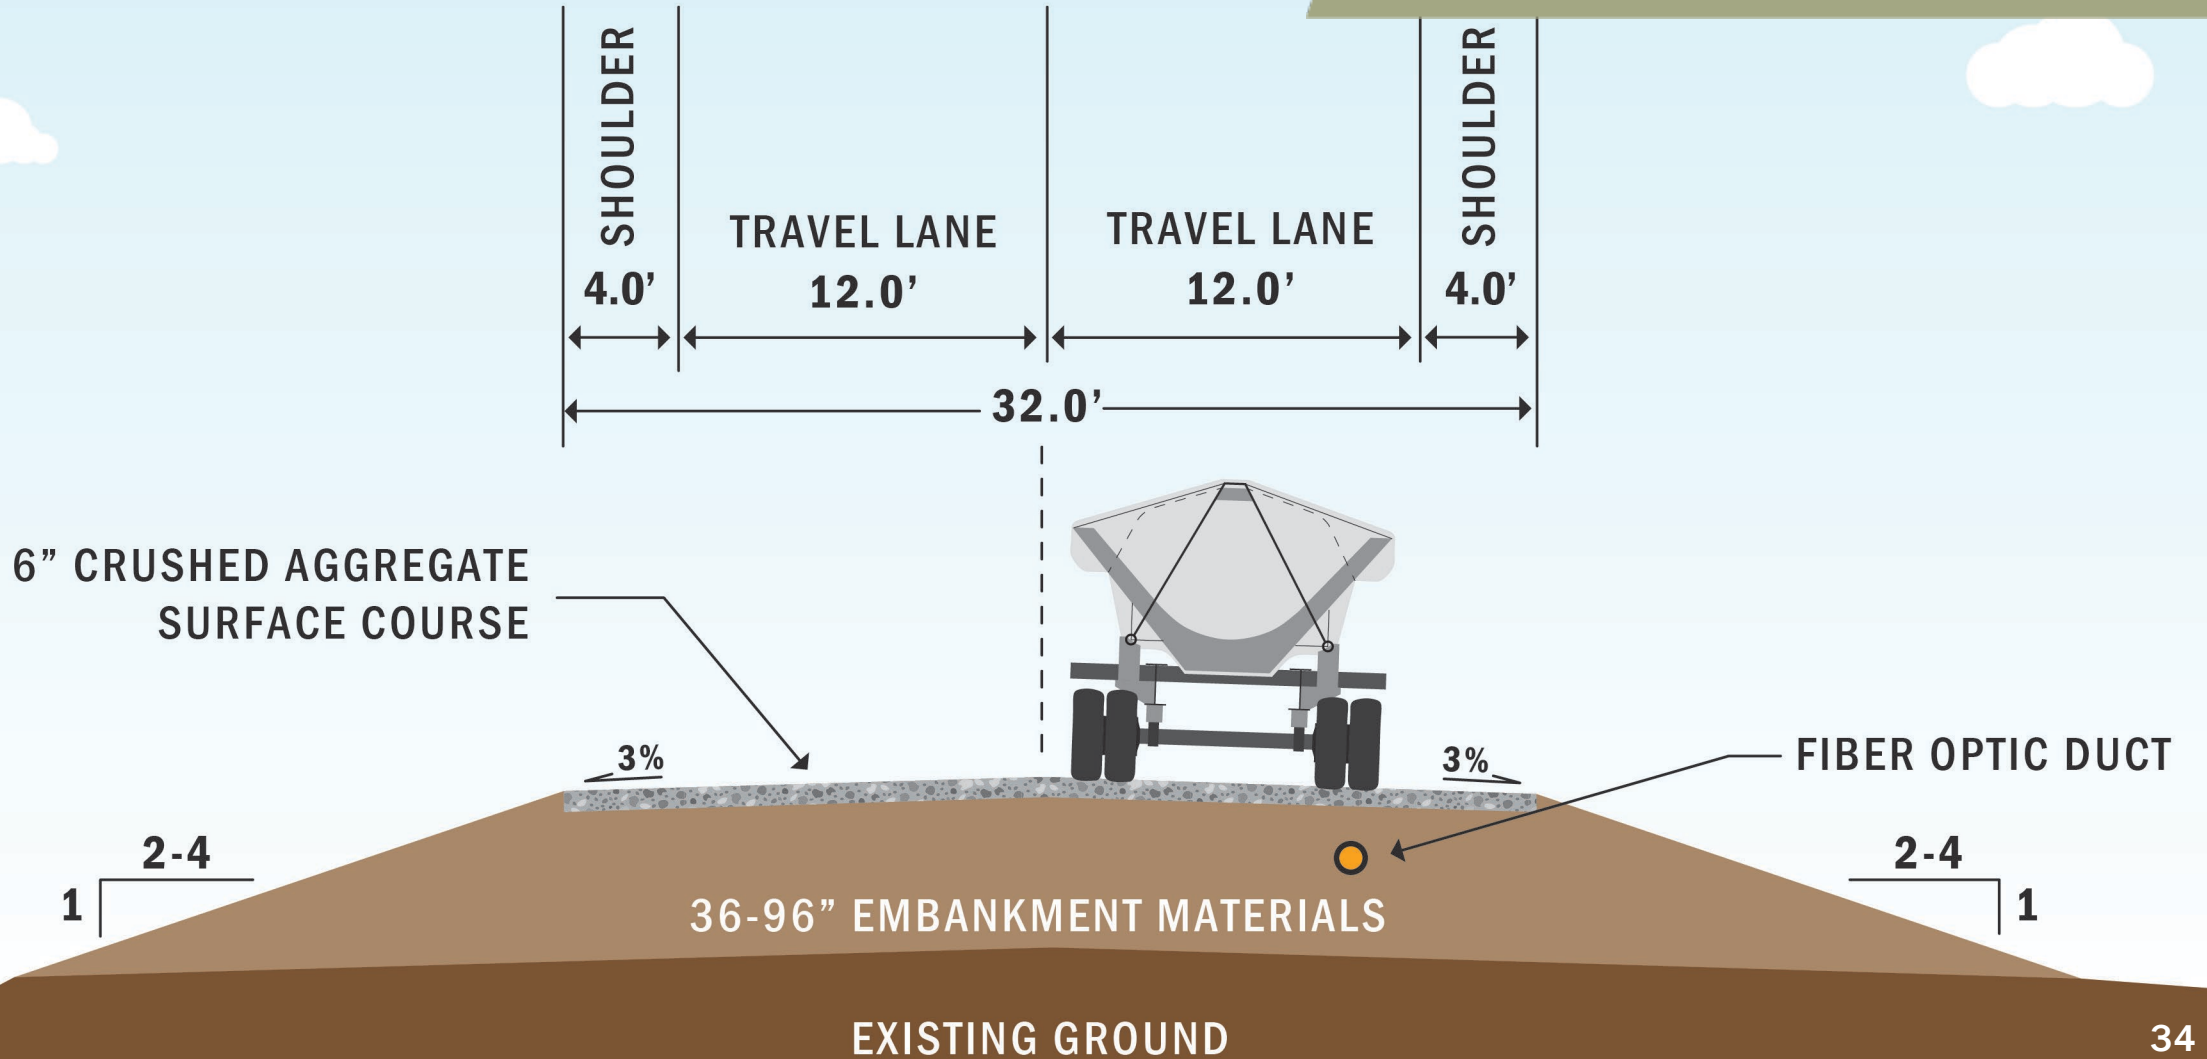 SHOULDER
4.0’
TRAVEL LANE
12.0’
TRAVEL LANE
12.0’
SHOULDER
4.0’
32.0’
6” CRUSHED AGGREGATE
SURFACE COURSE
3%
3%
FIBER OPTIC DUCT
2-4
1
2-4
1
36-96” EMBANKMENT MATERIALS
EXISTING GROUND
34